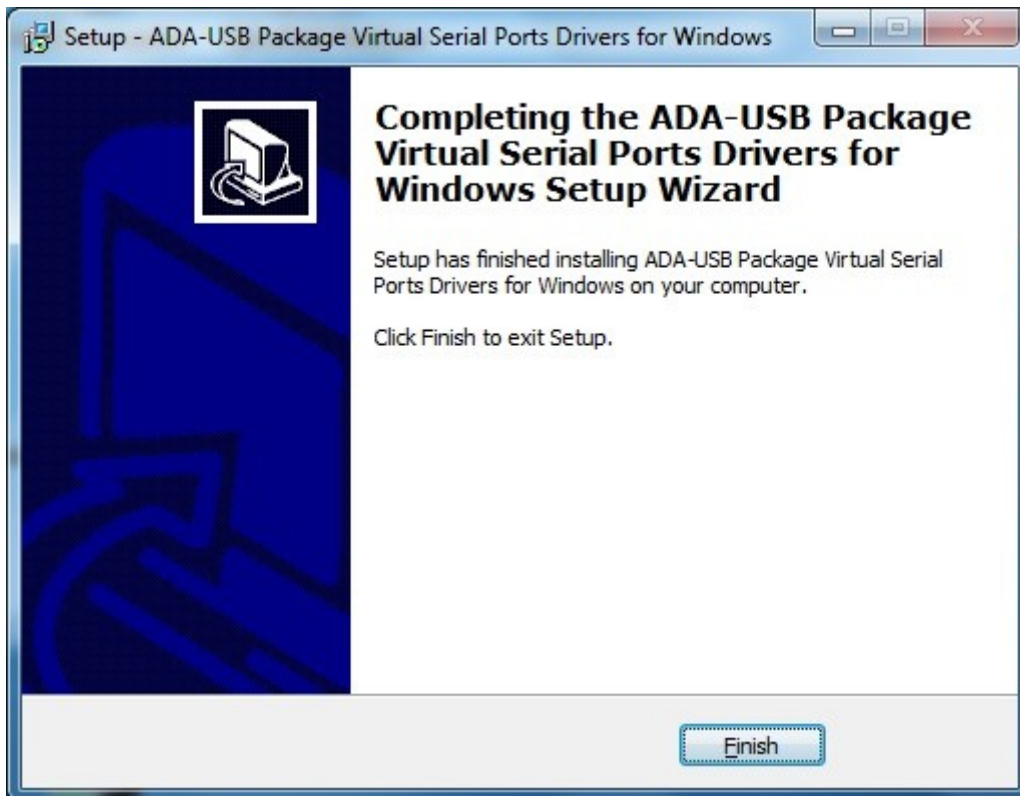 Setup - ADA-USB Package Virtual Serial Ports Drivers for Windows
Completing the ADA-USB Package
Virtual Serial Ports Drivers for
Windows Setup Wizard
Setup has finished installing ADA-USB Package Virtual Serial
Ports Drivers for Windows on your computer.
Click Finish to exit Setup.
Finish